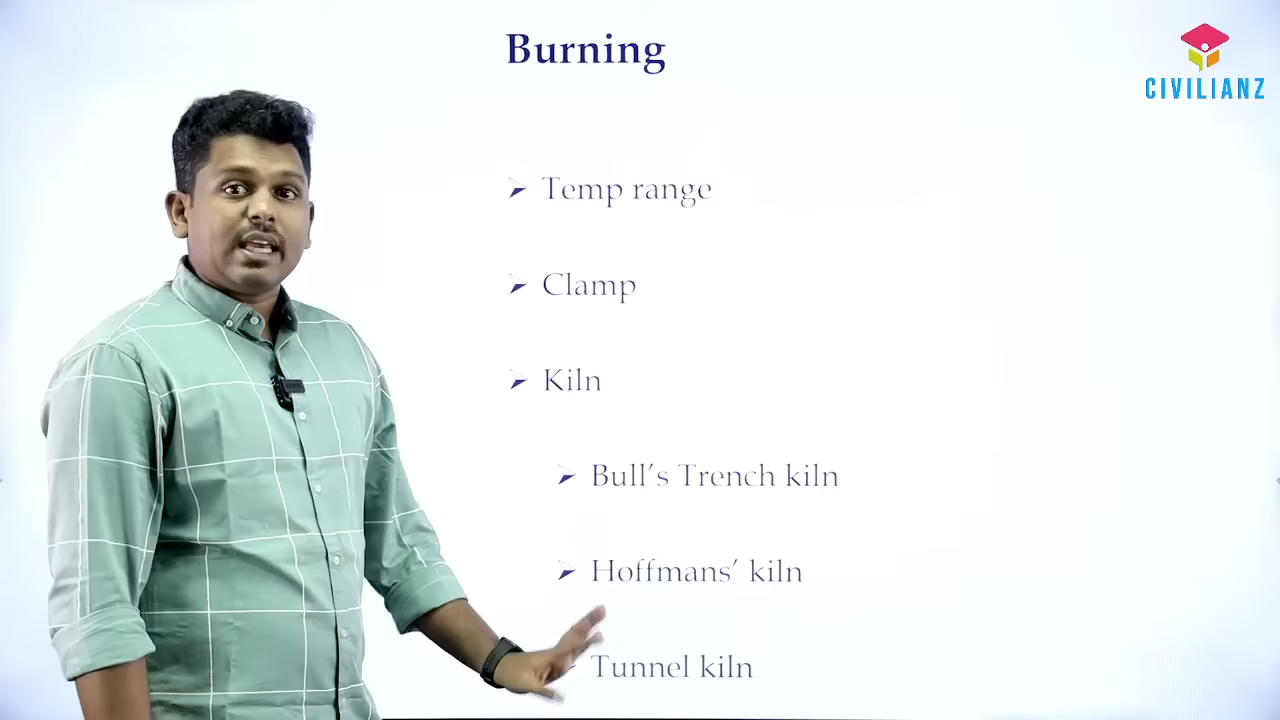 Burning
CIVILIANZ
Temp range
Clamp
Kiln
Bull's Trench kiln
Hoffmans' kiln
Tunnel kiln